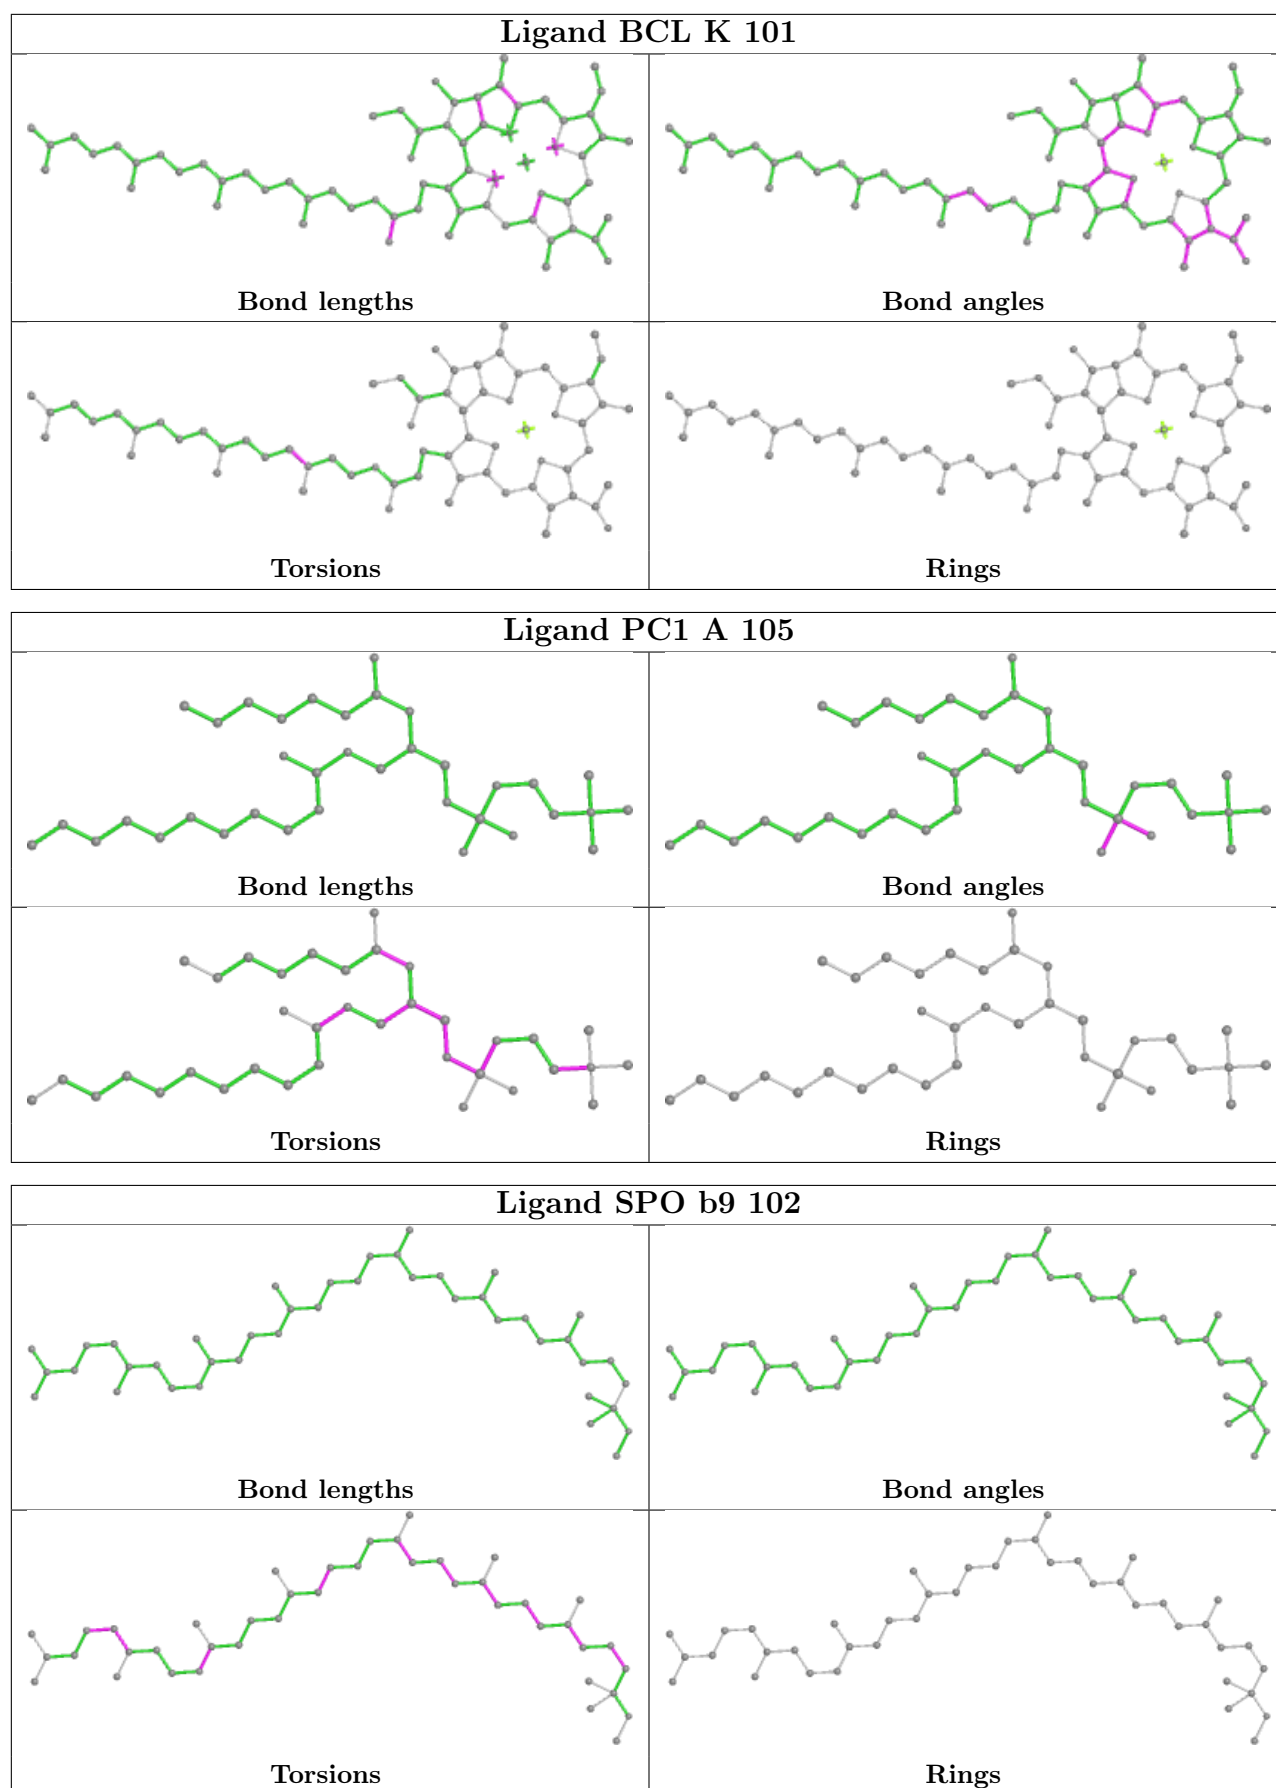 Ligand BCL K 101
Bond lengths
Bond angles
Torsions
Rings
Ligand PC1 A 105
Bond lengths
Bond angles
Torsions
Rings
Ligand SPO b9 102
Bond lengths
Bond angles
Torsions
Rings